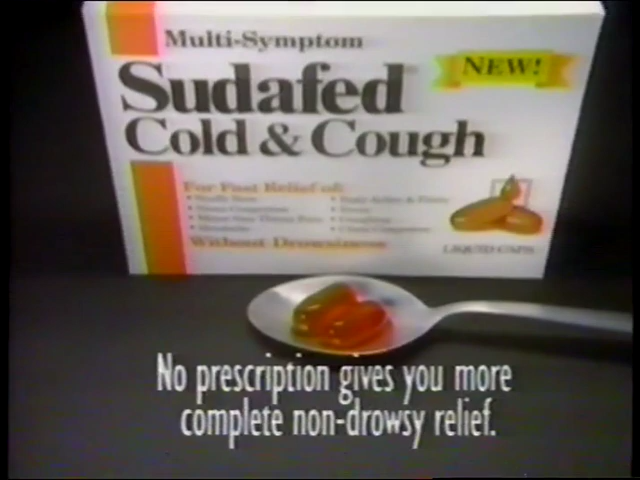 Multi-Symptom
Sudafed
NEW!
Cold & Cough
For Fast Relief of:
Without Drowsiness
LIQUID CAPS
No prescription gives you more
complete non-drowsy relief.